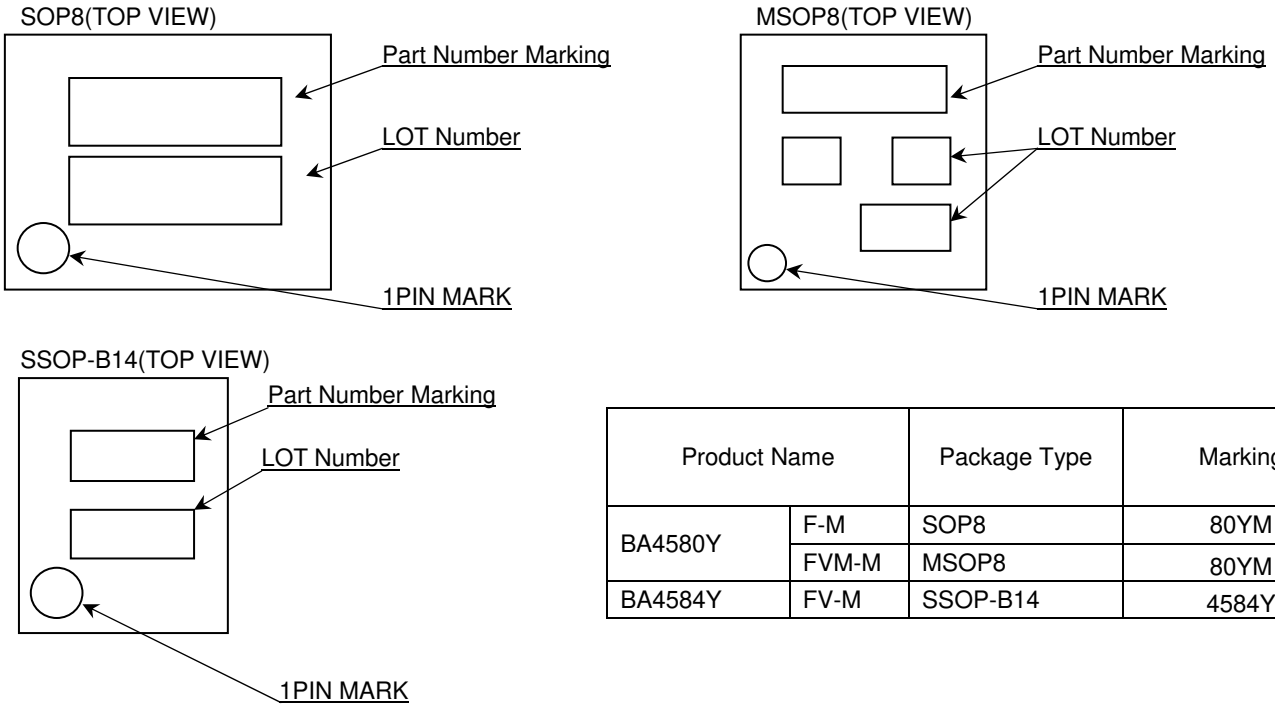 SOP8(TOP VIEW)
Part Number Marking
LOT Number
1PIN MARK
MSOP8(TOP VIEW)
Part Number Marking
LOT Number
1PIN MARK
SSOP-B14(TOP VIEW)
Part Number Marking
LOT Number
1PIN MARK
Product Name Package Type Marking
BA4580Y F-M SOP8 80YM
FVM-M MSOP8 80YM
BA4584Y FV-M SSOP-B14 4584Y